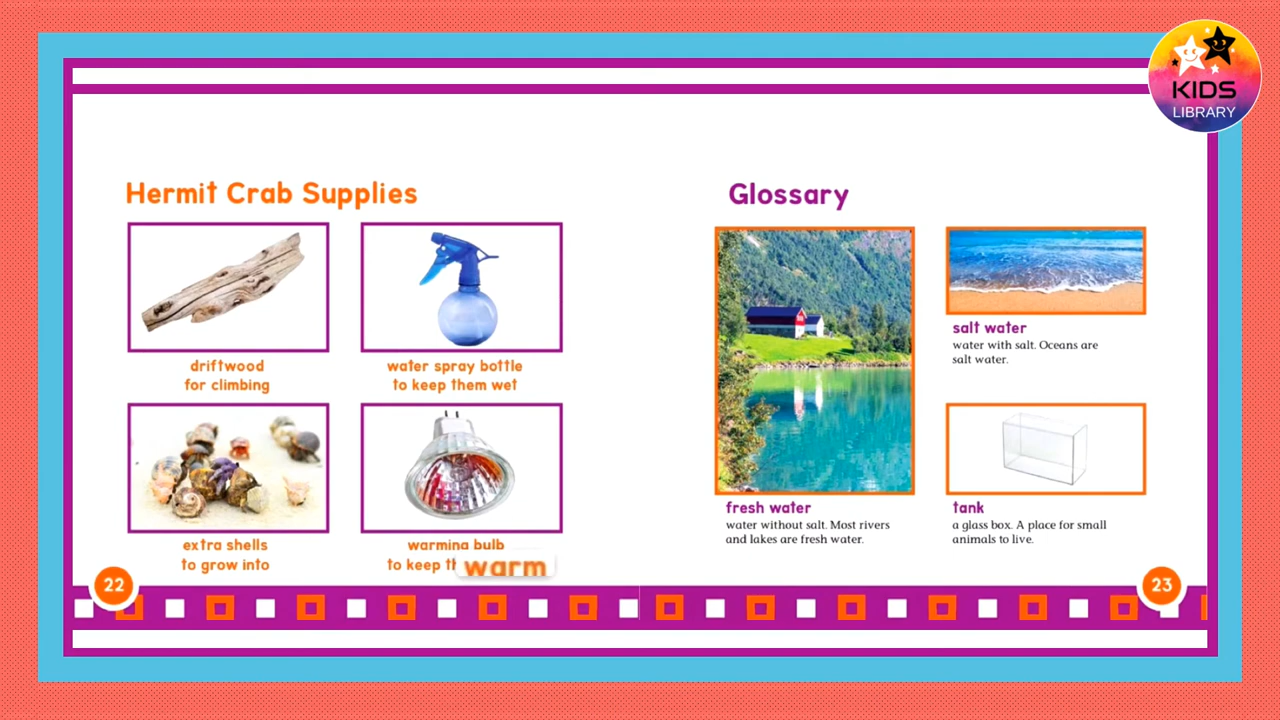 KIDS
LIBRARY
Hermit Crab Supplies
driftwood
for climbing
water spray bottle
to keep them wet
extra shells
to grow into
warming bulb
to keep th warm
22
Glossary
fresh water
water without salt. Most rivers
and lakes are fresh water.
salt water
water with salt. Oceans are
salt water.
tank
a glass box. A place for small
animals to live.
23